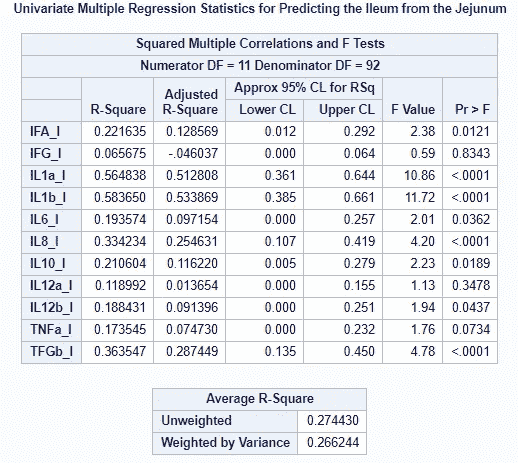 Univariate Multiple Regression Statistics for Predicting the Ileum from the Jejunum
Squared Multiple Correlations and F Tests
Numerator DF = 11 Denominator DF = 92
R-Square Adjusted R-Square Approx 95% CL for RSq F Value Pr > F
Lower CL Upper CL
IFA_I 0.221635 0.128569 0.012 0.292 2.38 0.0121
IFG_I 0.065675 -.046037 0.000 0.064 0.59 0.8343
IL1a_I 0.564838 0.512808 0.361 0.644 10.86 <.0001
IL1b_I 0.583650 0.533869 0.385 0.661 11.72 <.0001
IL6_I 0.193574 0.097154 0.000 0.257 2.01 0.0362
IL8_I 0.334234 0.254631 0.107 0.419 4.20 <.0001
IL10_I 0.210604 0.116220 0.005 0.279 2.23 0.0189
IL12a_I 0.118992 0.013654 0.000 0.155 1.13 0.3478
IL12b_I 0.188431 0.091396 0.000 0.251 1.94 0.0437
TNFa_I 0.173545 0.074730 0.000 0.232 1.76 0.0734
TFGb_I 0.363547 0.287449 0.135 0.450 4.78 <.0001
Average R-Square
Unweighted 0.274430
Weighted by Variance 0.266244